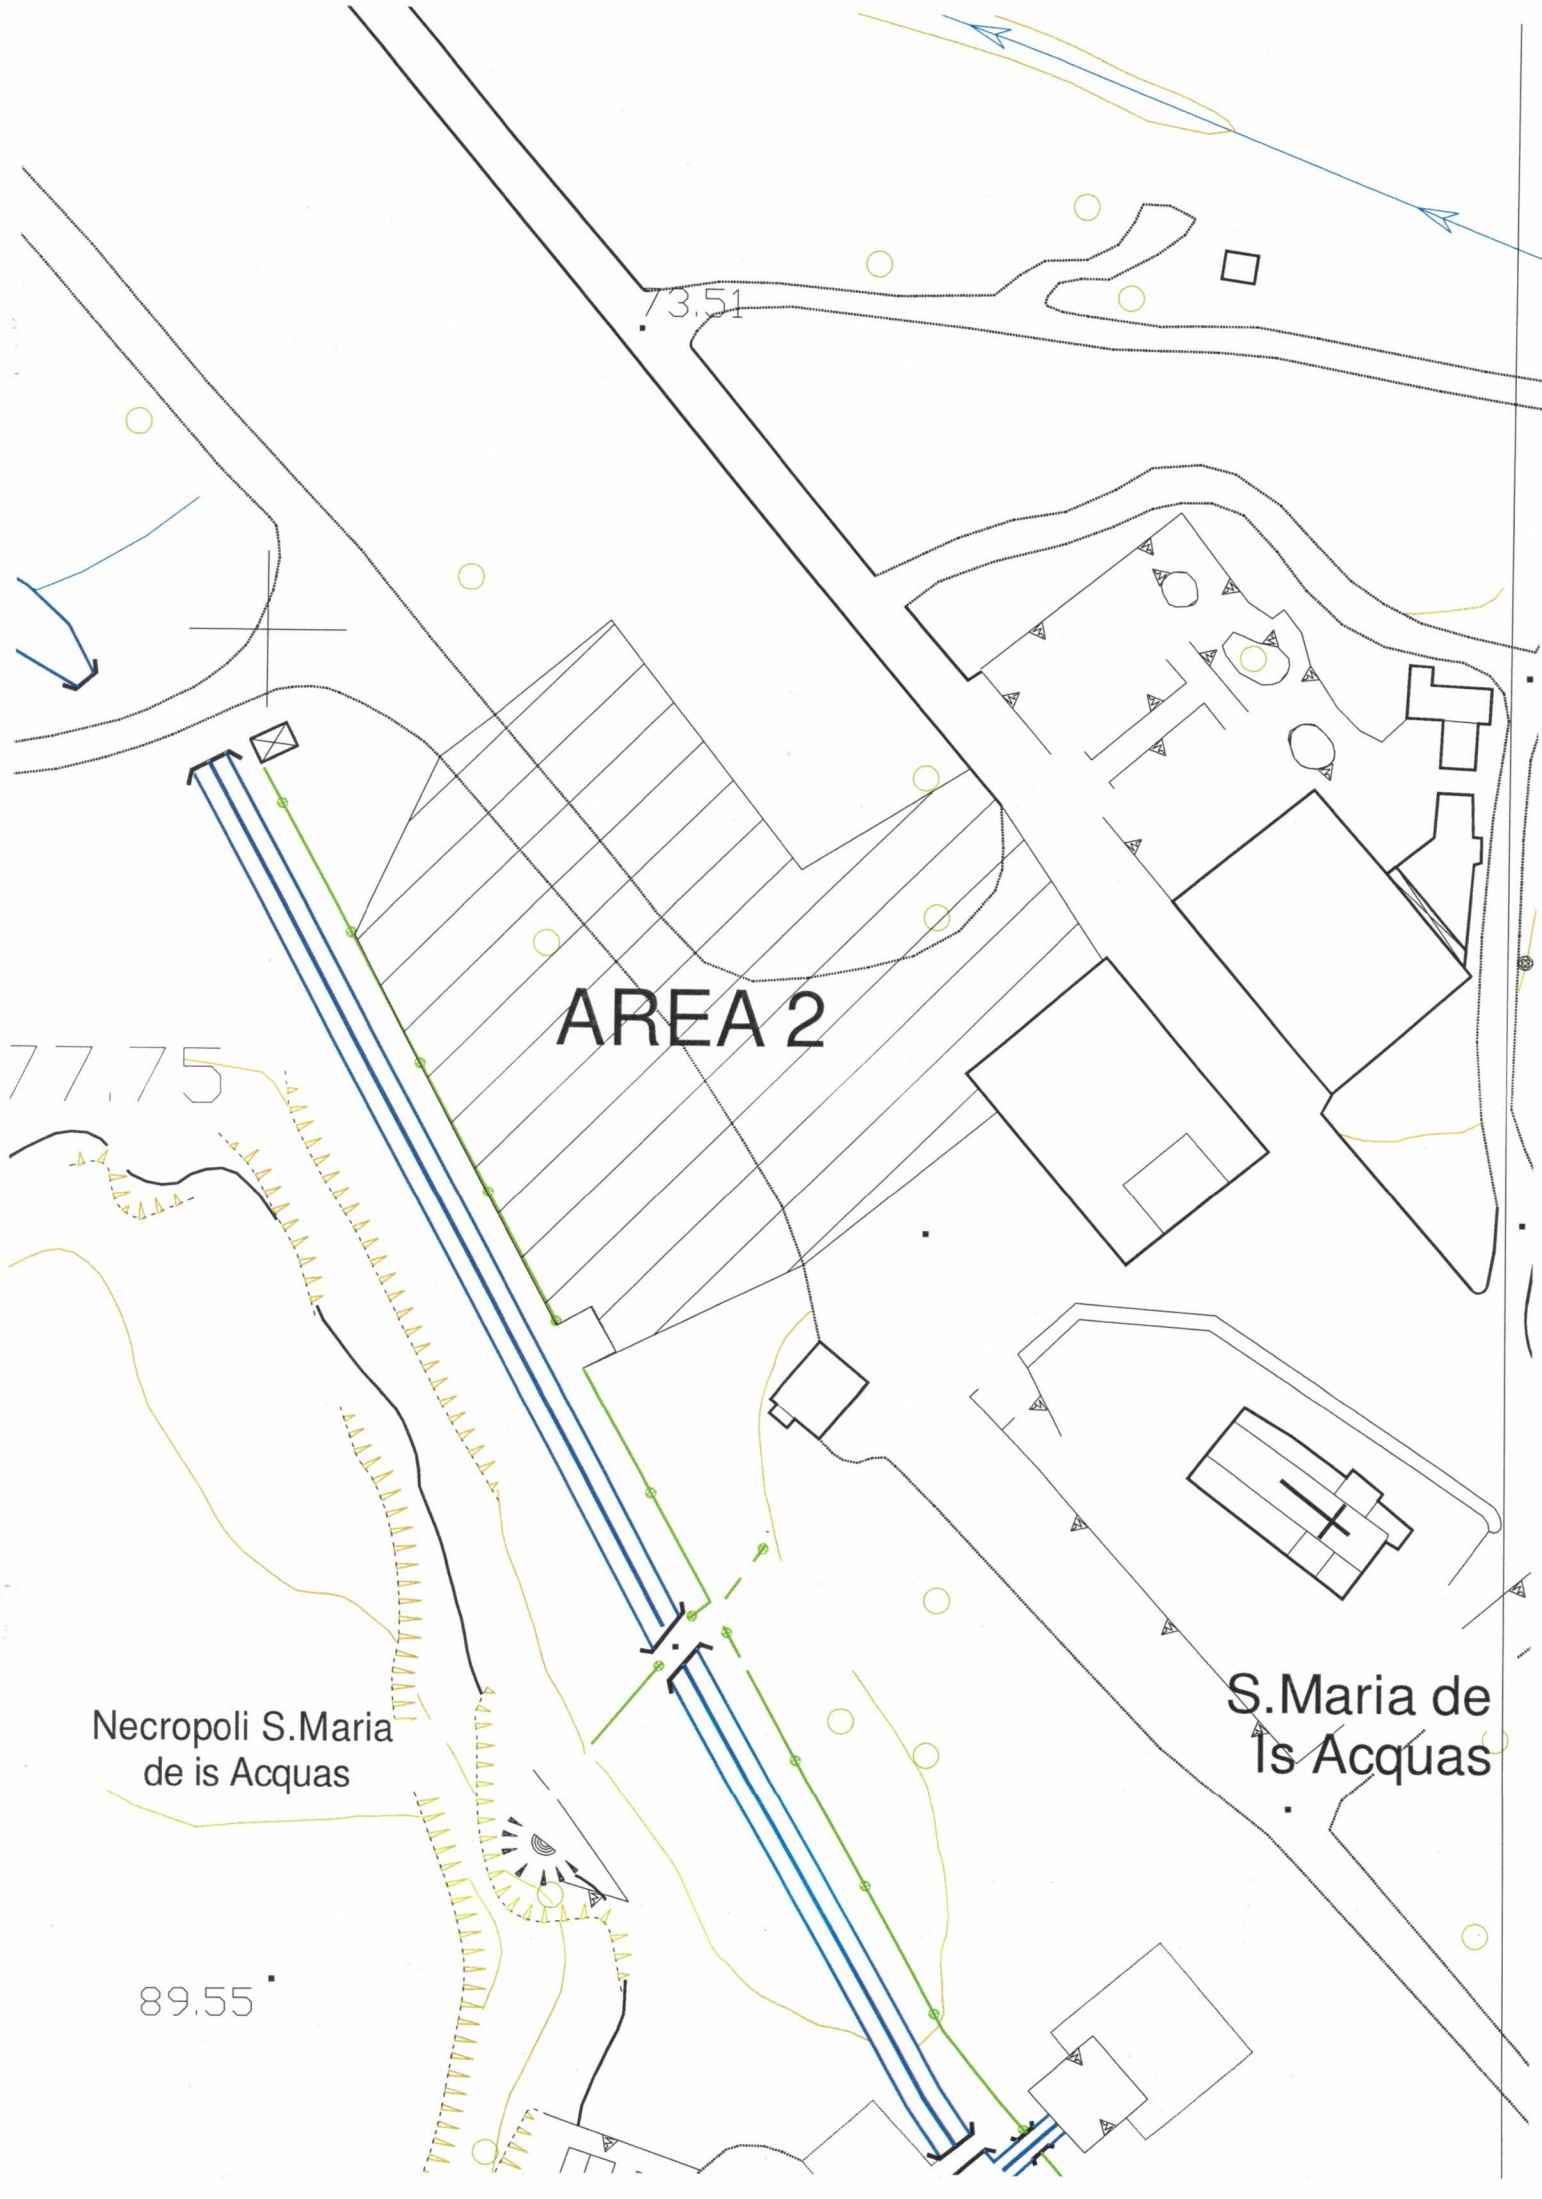 73.51
AREA 2
77.75
S.Maria de
Is Acquas
Necropoli S.Maria
de is Acquas
89.55